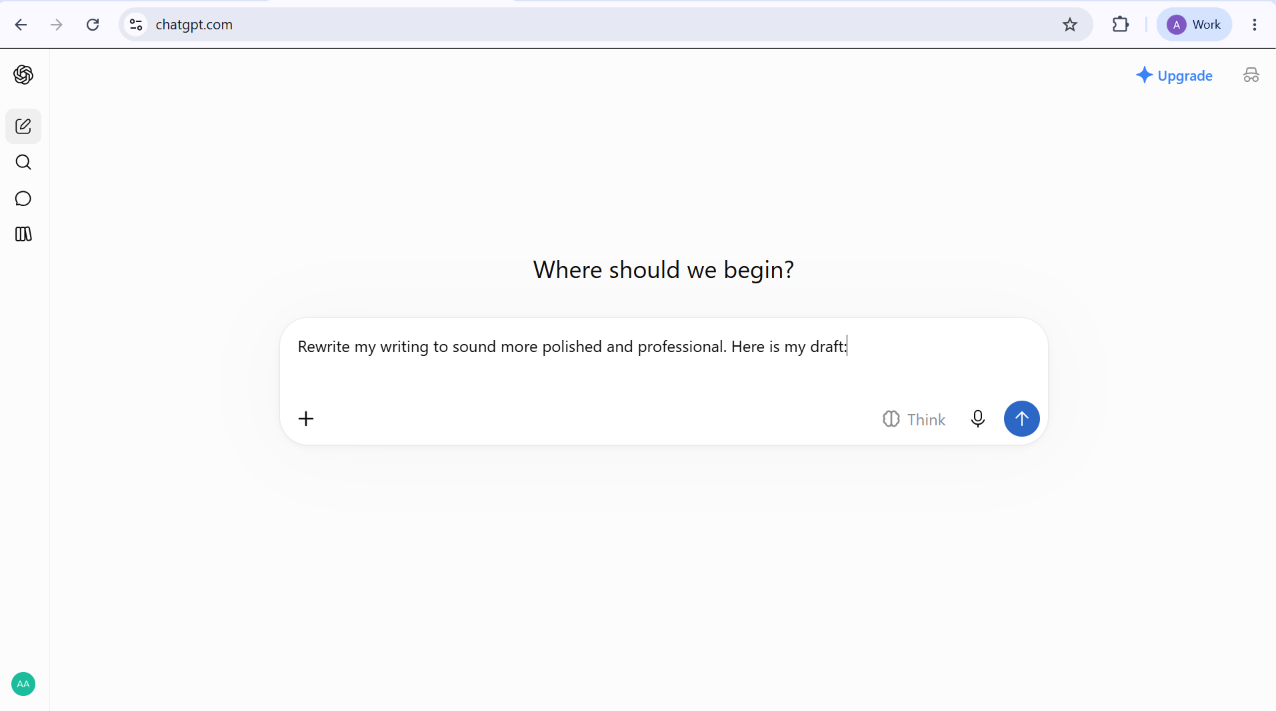 chatgpt.com
A
Work
Upgrade
Where should we begin?
Rewrite my writing to sound more polished and professional. Here is my draft:
Think
AA